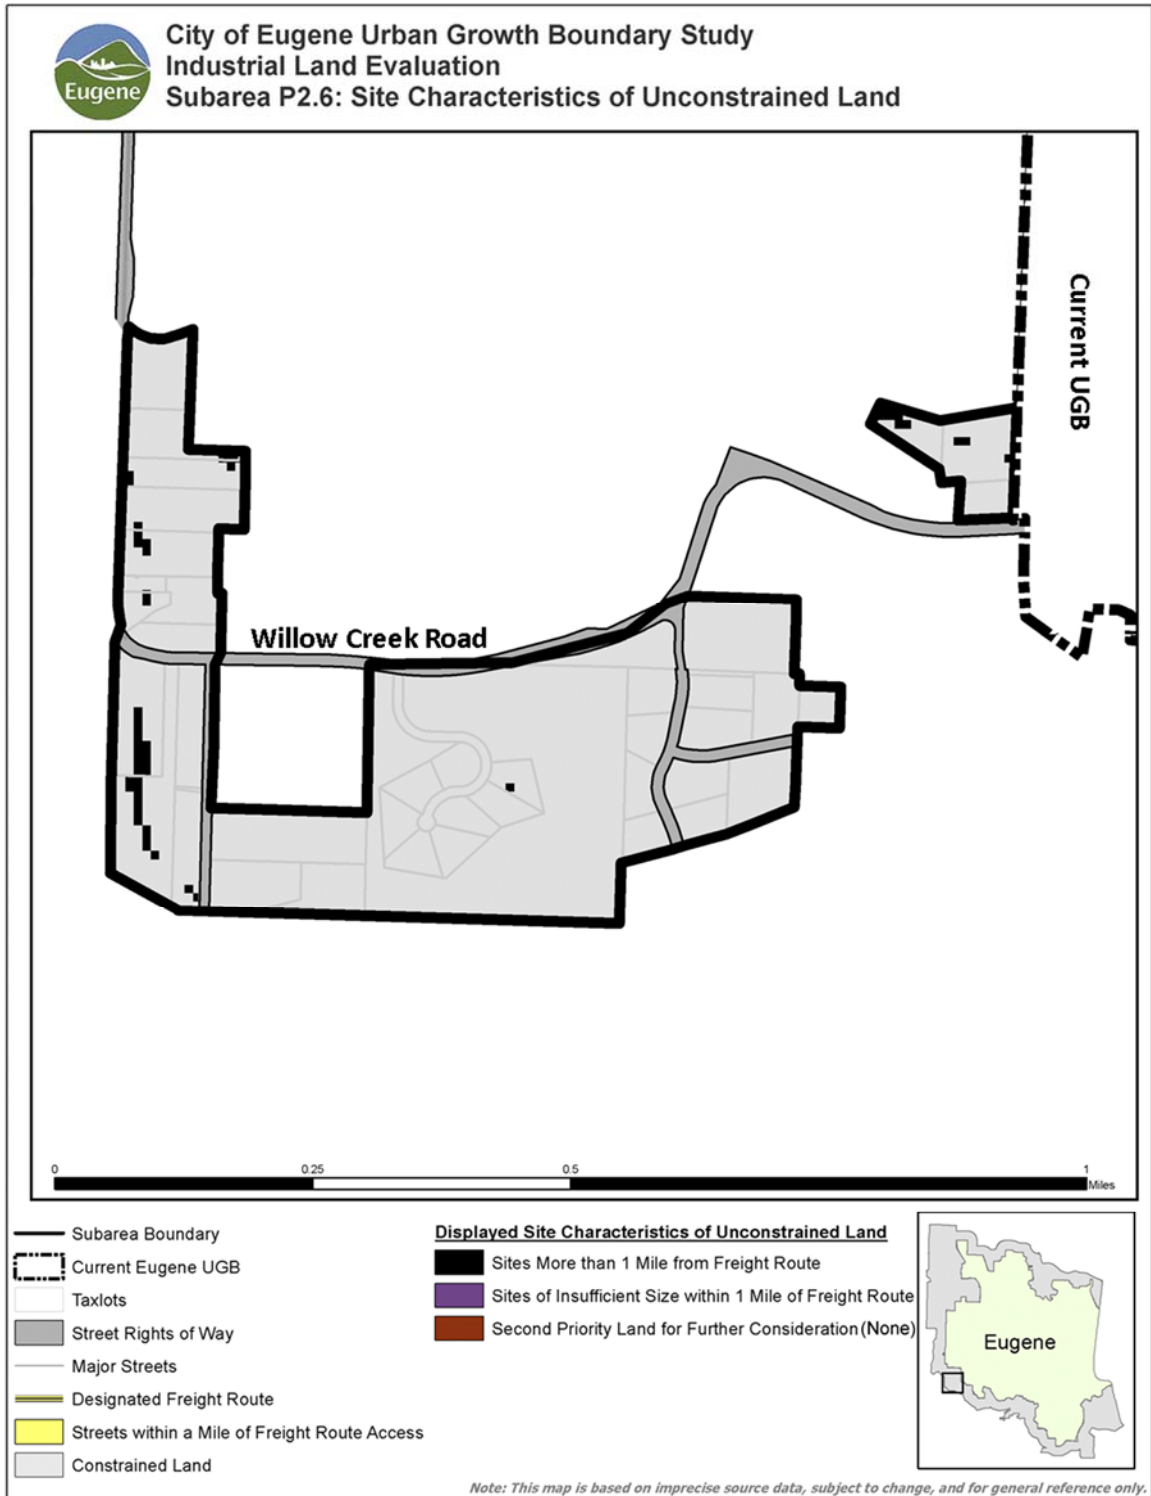 City of Eugene Urban Growth Boundary Study
Industrial Land Evaluation
Subarea P2.6: Site Characteristics of Unconstrained Land
Eugene
Current UGB
Willow Creek Road
0 0.25 0.5 1
Miles
Subarea Boundary
Current Eugene UGB
Taxlots
Street Rights of Way
Major Streets
Designated Freight Route
Streets within a Mile of Freight Route Access
Constrained Land
Displayed Site Characteristics of Unconstrained Land
Sites More than 1 Mile from Freight Route
Sites of Insufficient Size within 1 Mile of Freight Route
Second Priority Land for Further Consideration (None)
Eugene
Note: This map is based on imprecise source data, subject to change, and for general reference only.